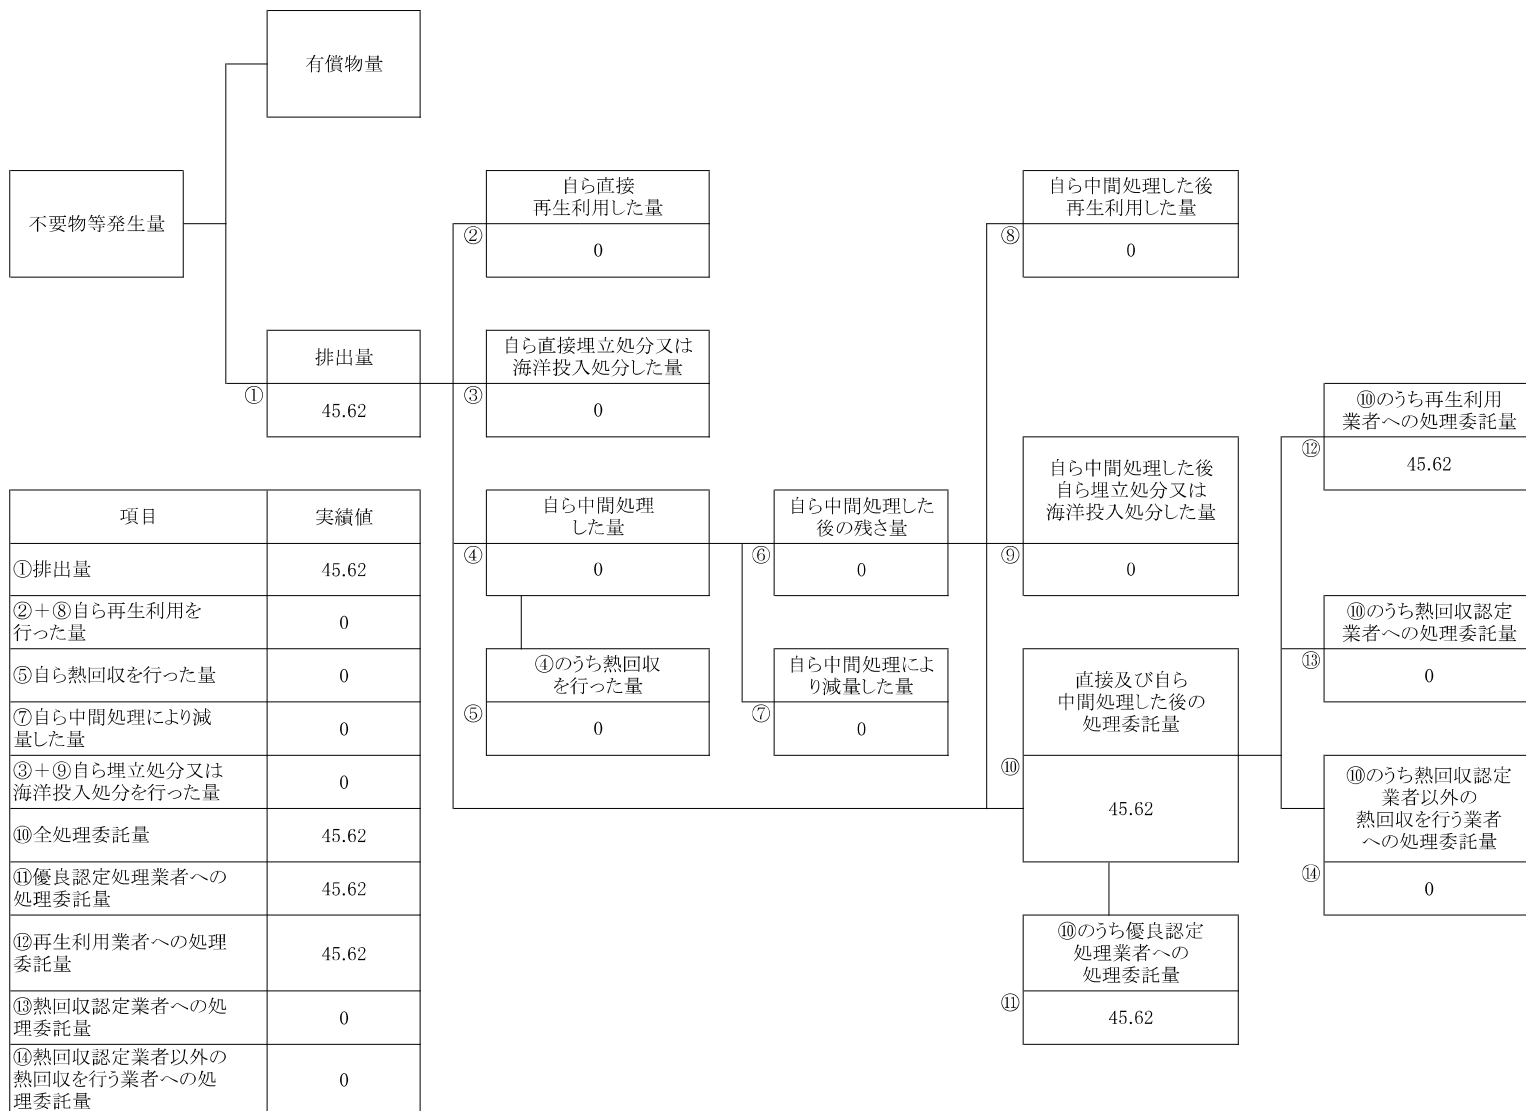 有償物量
不要物等発生量
排出量
①
45.62
自ら直接
再生利用した量
②
0
自ら直接埋立処分又は
海洋投入処分した量
③
0
自ら中間処理
した量
④
0
④のうち熱回収
を行った量
⑤
0
自ら中間処理した
後の残さ量
⑥
0
自ら中間処理によ
り減量した量
⑦
0
自ら中間処理した後
再生利用した量
⑧
0
自ら中間処理した後
自ら埋立処分又は
海洋投入処分した量
⑨
0
直接及び自ら
中間処理した後の
処理委託量
⑩
45.62
⑩のうち優良認定
処理業者への
処理委託量
⑪
45.62
⑩のうち再生利用
業者への処理委託量
⑫
45.62
⑩のうち熱回収認定
業者への処理委託量
⑬
0
⑩のうち熱回収認定
業者以外の
熱回収を行う業者
への処理委託量
⑭
0
項目 実績値
①排出量 45.62
②+⑧自ら再生利用を
行った量
0
⑤自ら熱回収を行った量 0
⑦自ら中間処理により減
量した量
0
③+⑨自ら埋立処分又は
海洋投入処分を行った量
0
⑩全処理委託量 45.62
⑪優良認定処理業者への
処理委託量
45.62
⑫再生利用業者への処理
委託量
45.62
⑬熱回収認定業者への処
理委託量
0
⑭熱回収認定業者以外の
熱回収を行う業者への処
理委託量
0